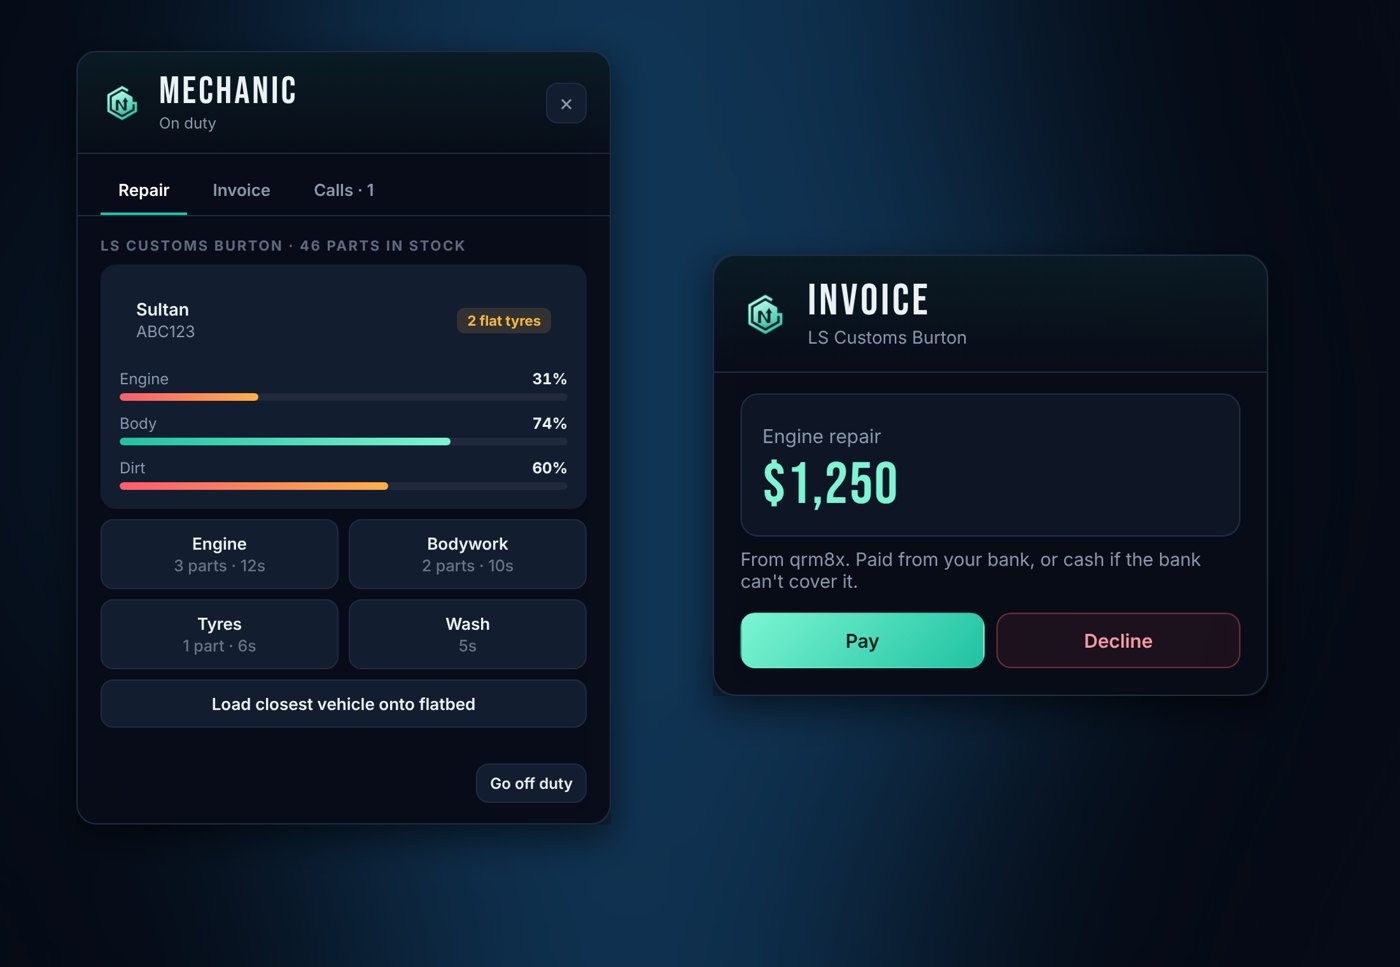 MECHANIC
On duty
Repair
Invoice
Calls · 1
LS CUSTOMS BURTON · 46 PARTS IN STOCK
Sultan
ABC123
2 flat tyres
Engine
31%
Body
74%
Dirt
60%
Engine
3 parts · 12s
Bodywork
2 parts · 10s
Tyres
1 part · 6s
Wash
5s
Load closest vehicle onto flatbed
Go off duty
INVOICE
LS Customs Burton
Engine repair
$1,250
From qrm8x. Paid from your bank, or cash if the bank
can't cover it.
Pay
Decline